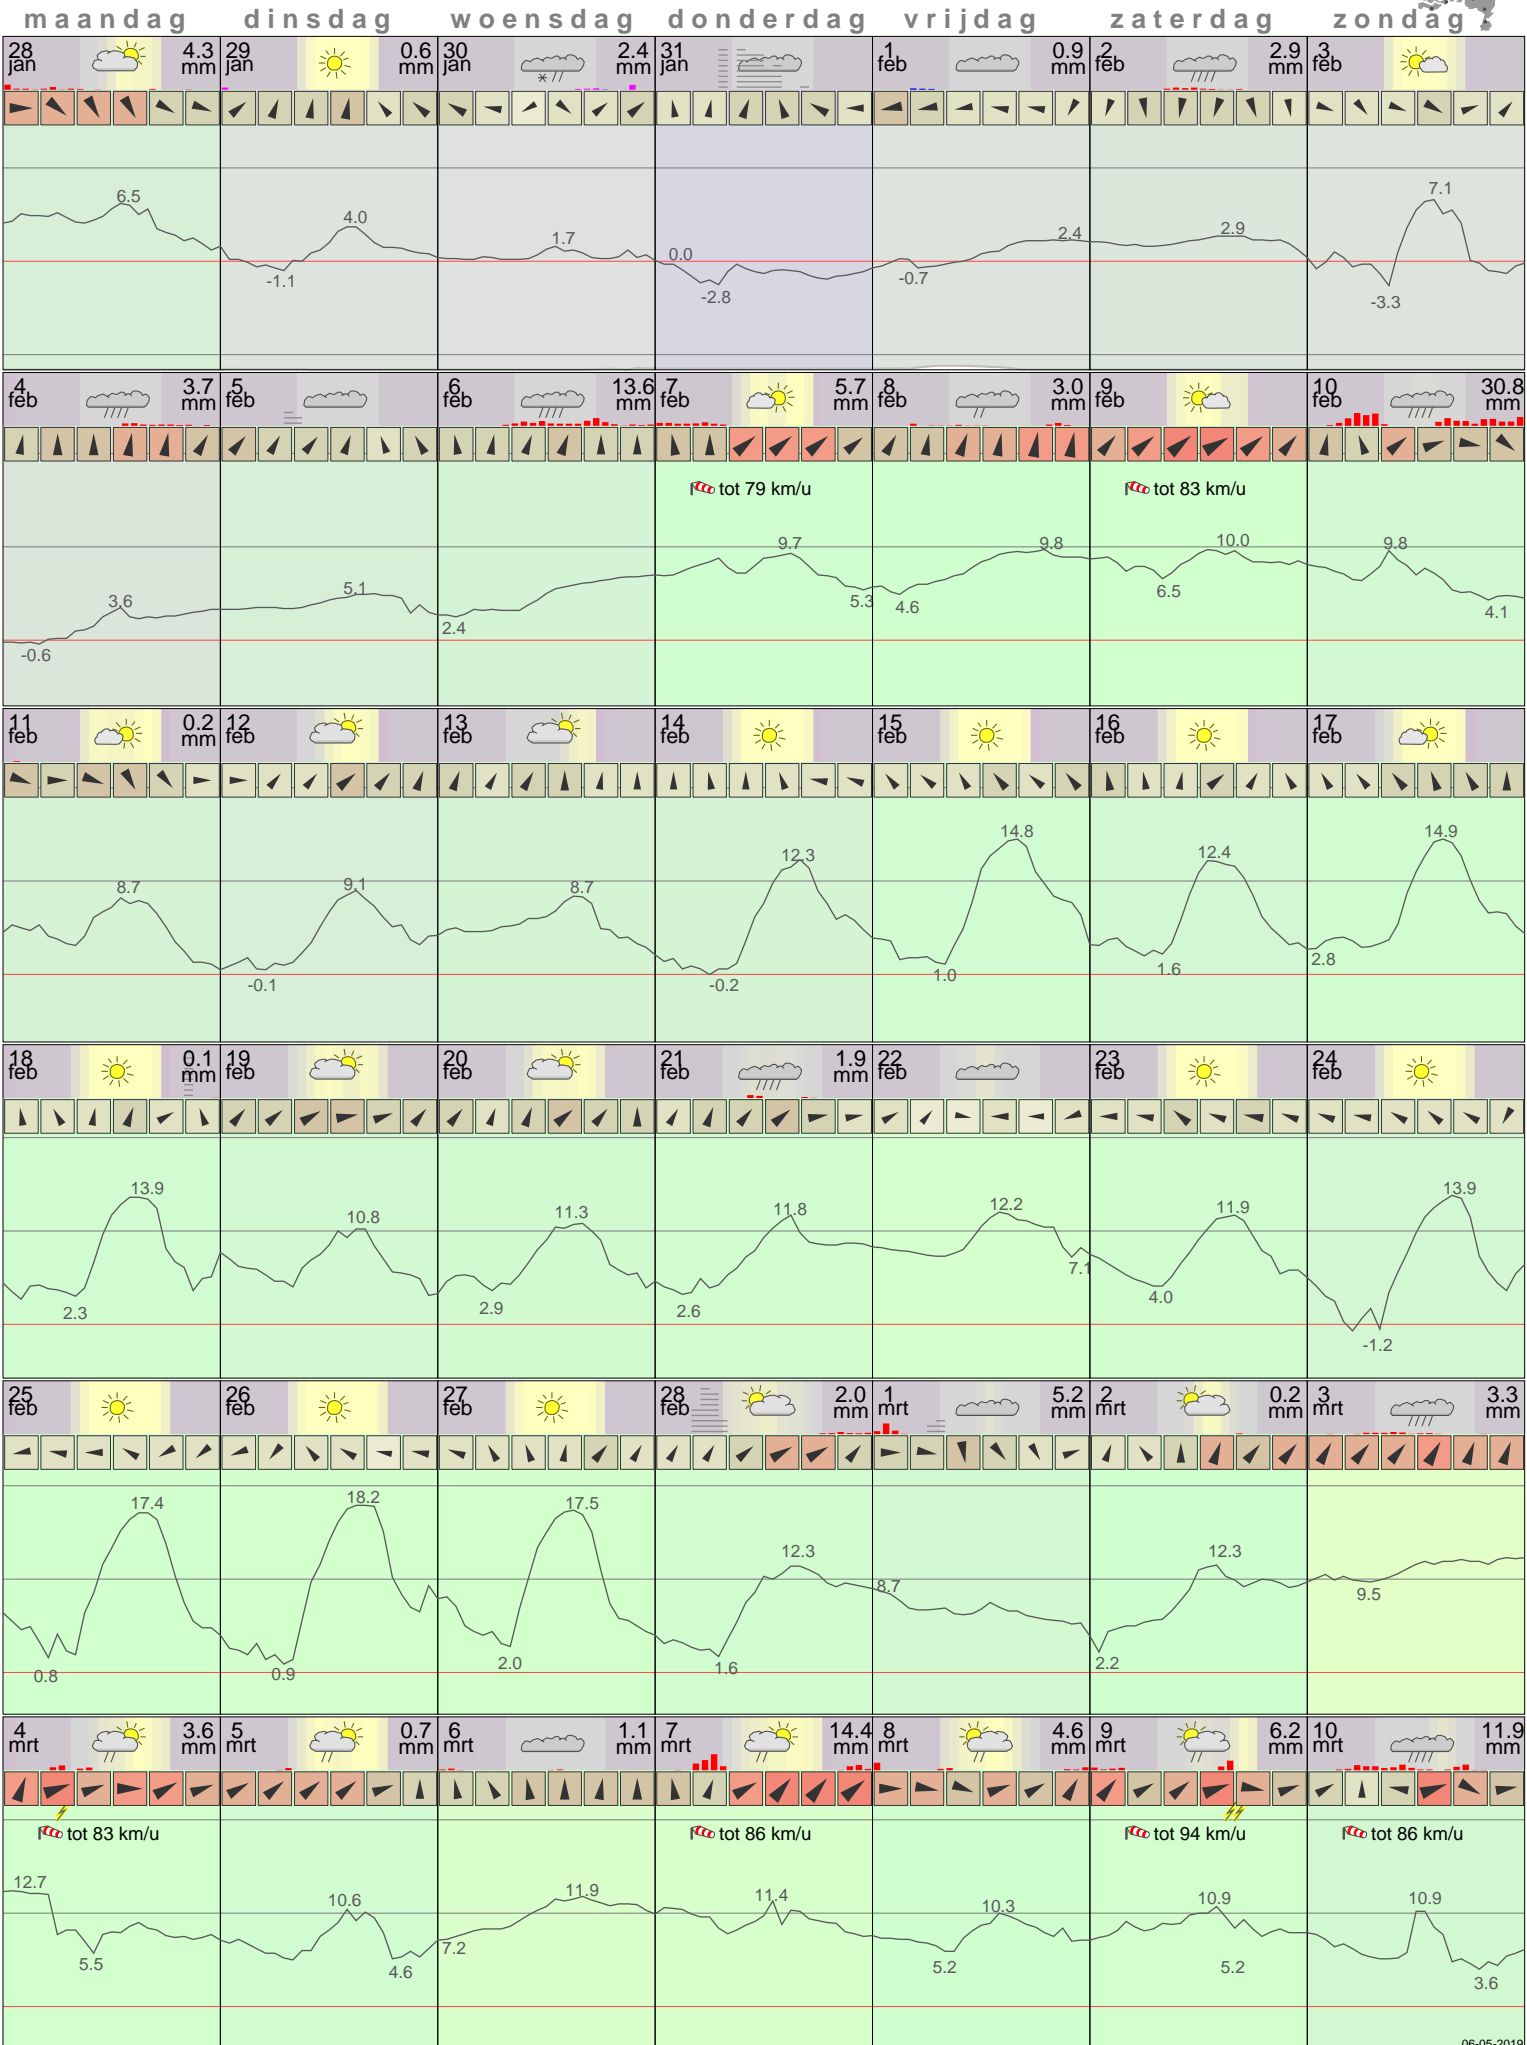 maandag dinsdag woensdag donderdag vrijdag zaterdag zondag
28 jan 4.3 mm 29 jan 0.6 mm 30 jan 2.4 mm 31 jan 1 feb 0.9 mm 2 feb 2.9 mm 3 feb
6.5 4.0 -1.1 1.7 0.0 -2.8 -0.7 2.4 2.9 7.1 -3.3
4 feb 3.7 mm 5 feb 6 feb 13.6 mm 7 feb 5.7 mm 8 feb 3.0 mm 9 feb 10 feb 30.8 mm
tot 79 km/u tot 83 km/u
-0.6 3.6 5.1 2.4 9.7 5.3 4.6 9.8 6.5 10.0 9.8 4.1
11 feb 0.2 mm 12 feb 13 feb 14 feb 15 feb 16 feb 17 feb
8.7 -0.1 9.1 8.7 -0.2 12.3 1.0 14.8 1.6 12.4 2.8 14.9
18 feb 0.1 mm 19 feb 20 feb 21 feb 1.9 mm 22 feb 23 feb 24 feb
2.3 13.9 10.8 2.9 11.3 2.6 11.8 12.2 7.1 4.0 11.9 -1.2 13.9
25 feb 26 feb 27 feb 28 feb 2.0 mm 1 mrt 5.2 mm 2 mrt 0.2 mm 3 mrt 3.3 mm
0.8 17.4 0.9 18.2 2.0 17.5 1.6 12.3 8.7 2.2 12.3 9.5
4 mrt 3.6 mm 5 mrt 0.7 mm 6 mrt 1.1 mm 7 mrt 14.4 mm 8 mrt 4.6 mm 9 mrt 6.2 mm 10 mrt 11.9 mm
tot 83 km/u tot 86 km/u tot 94 km/u tot 86 km/u
12.7 5.5 10.6 4.6 7.2 11.9 11.4 5.2 10.3 10.9 5.2 10.9 3.6
06-05-2019